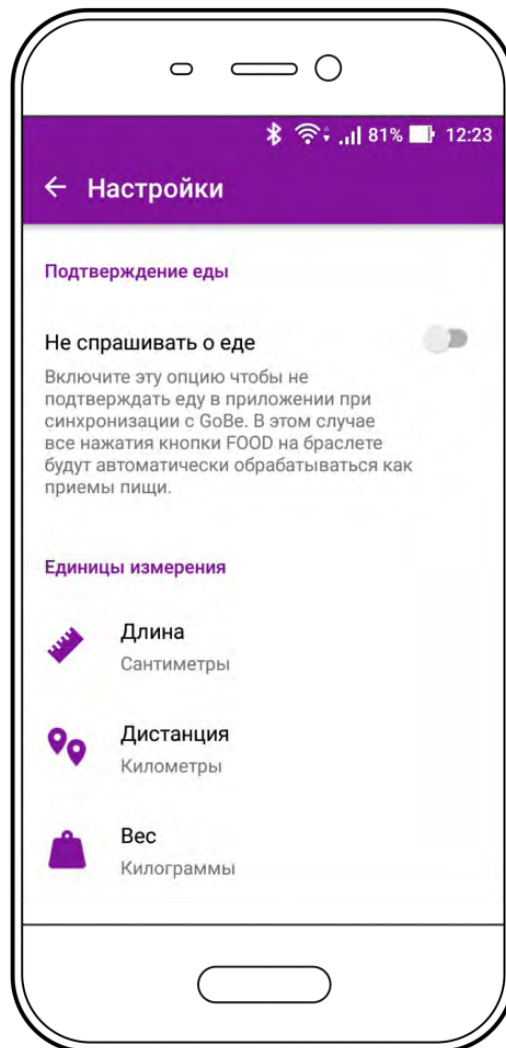 81% 12:23
Настройки
Подтверждение еды
Не спрашивать о еде
Включите эту опцию чтобы не
подтверждать еду в приложении при
синхронизации с GoBe. В этом случае
все нажатия кнопки FOOD на браслете
будут автоматически обрабатываться как
приемы пищи.
Единицы измерения
Длина
Сантиметры
Дистанция
Километры
Вес
Килограммы